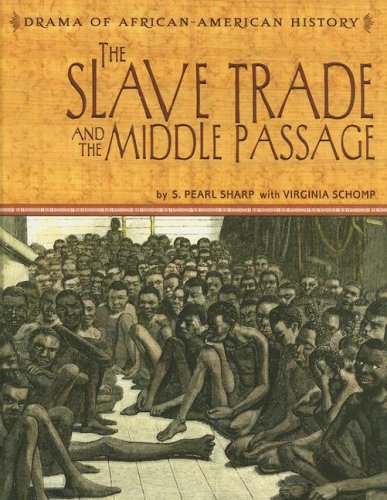 DRAMA OF AFRICAN-AMERICAN HISTORY
THE
SLAVE TRADE
AND THE MIDDLE PASSAGE
by S. PEARL SHARP with VIRGINIA SCHOMP